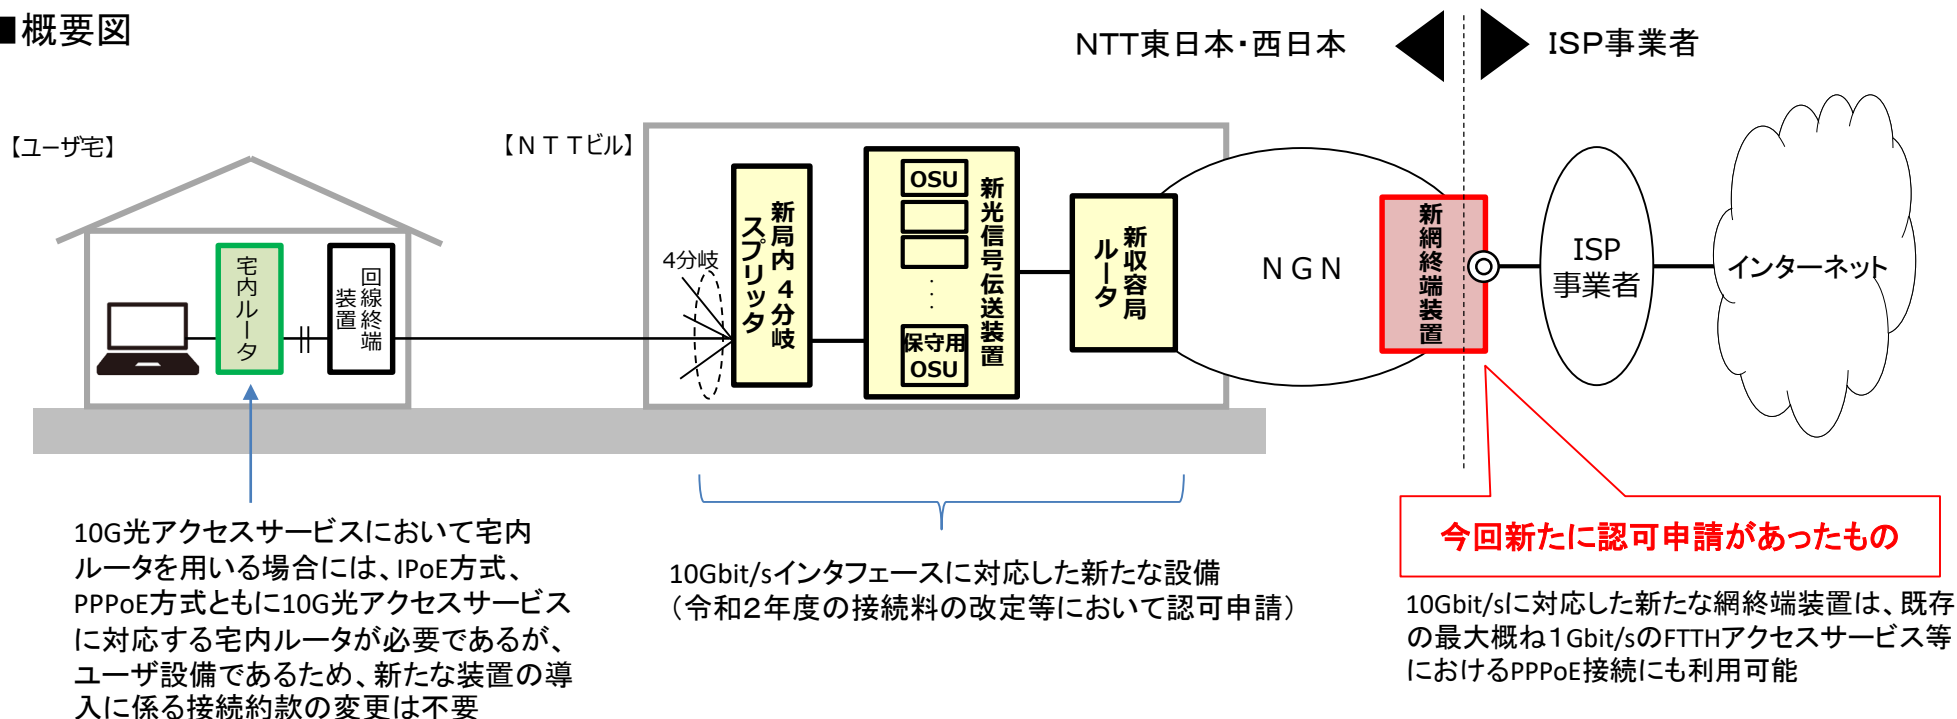 ■概要図
NTT東日本・西日本
ISP事業者
【ユーザ宅】
【NTTビル】
宅内ルータ
回線終端
装置
4分岐
新局内4分岐
スプリッタ
OSU
保守用
OSU
新光信号伝送装置
新収容局
ルータ
NGN
新網終端装置
ISP
事業者
インターネット
10G光アクセスサービスにおいて宅内
ルータを用いる場合には、IPoE方式、
PPPoE方式ともに10G光アクセスサービス
に対応する宅内ルータが必要であるが、
ユーザ設備であるため、新たな装置の導
入に係る接続約款の変更は不要
10Gbit/sインタフェースに対応した新たな設備
（令和2年度の接続料の改定等において認可申請）
今回新たに認可申請があったもの
10Gbit/sに対応した新たな網終端装置は、既存
の最大概ね1Gbit/sのFTTHアクセスサービス等
におけるPPPoE接続にも利用可能